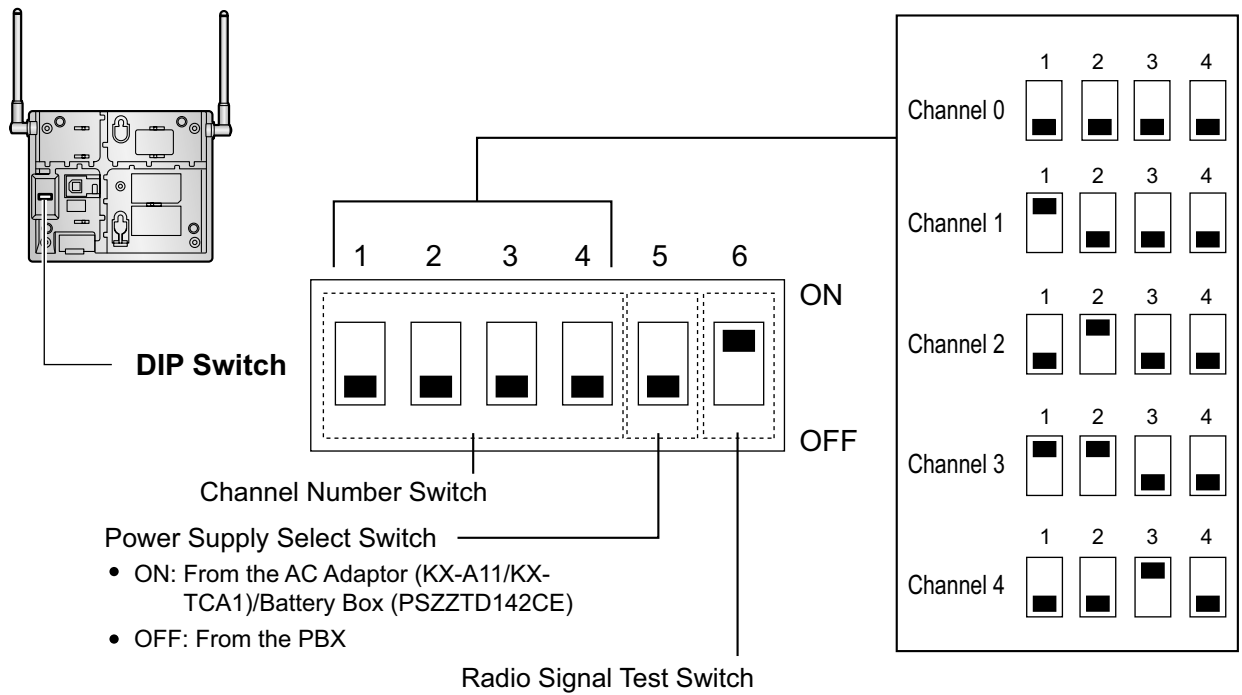 1 2 3 4 5 6
ON
OFF
DIP Switch
Channel Number Switch
Power Supply Select Switch
• ON: From the AC Adaptor (KX-A11/KX-
TCA1)/Battery Box (PSZZTD142CE)
• OFF: From the PBX
Radio Signal Test Switch
1 2 3 4
Channel 0
1 2 3 4
Channel 1
1 2 3 4
Channel 2
1 2 3 4
Channel 3
1 2 3 4
Channel 4